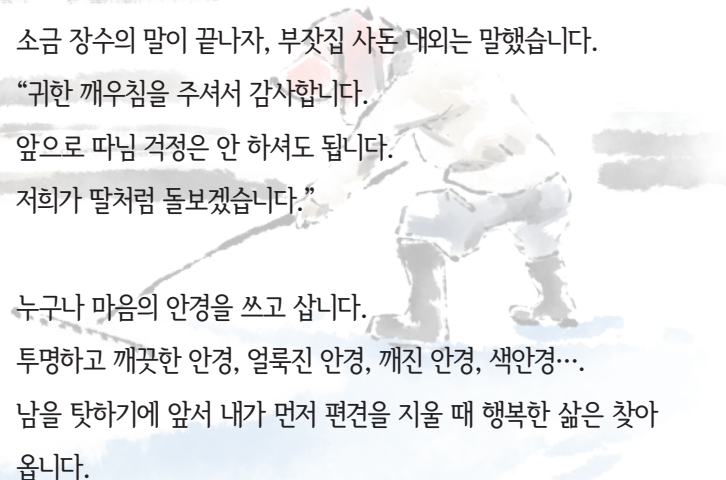 소금 장수의 말이 끝나자, 부잣집 사돈 내외는 말했습니다.
“귀한 깨우침을 주셔서 감사합니다.
앞으로 따님 걱정은 안 하셔도 됩니다.
저희가 딸처럼 돌보겠습니다.”
누구나 마음의 안경을 쓰고 삽니다.
투명하고 깨끗한 안경, 얼룩진 안경, 깨진 안경, 색안경….
남을 탓하기에 앞서 내가 먼저 편견을 지울 때 행복한 삶은 찾아
옵니다.